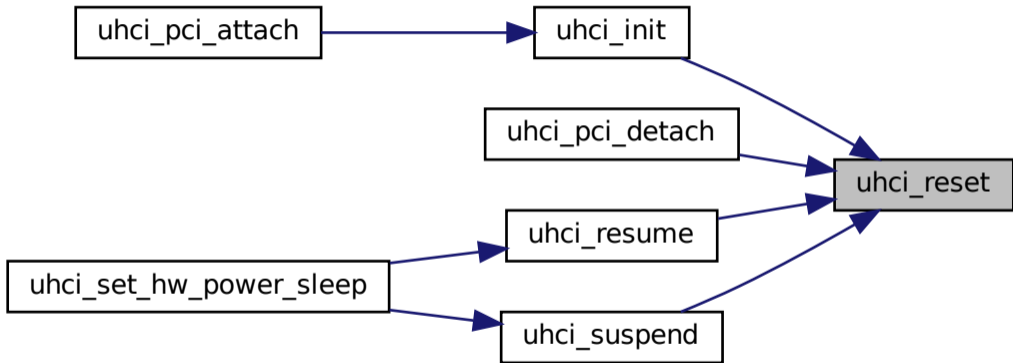 uhci_pci_attach
uhci_init
uhci_pci_detach
uhci_reset
uhci_resume
uhci_set_hw_power_sleep
uhci_suspend